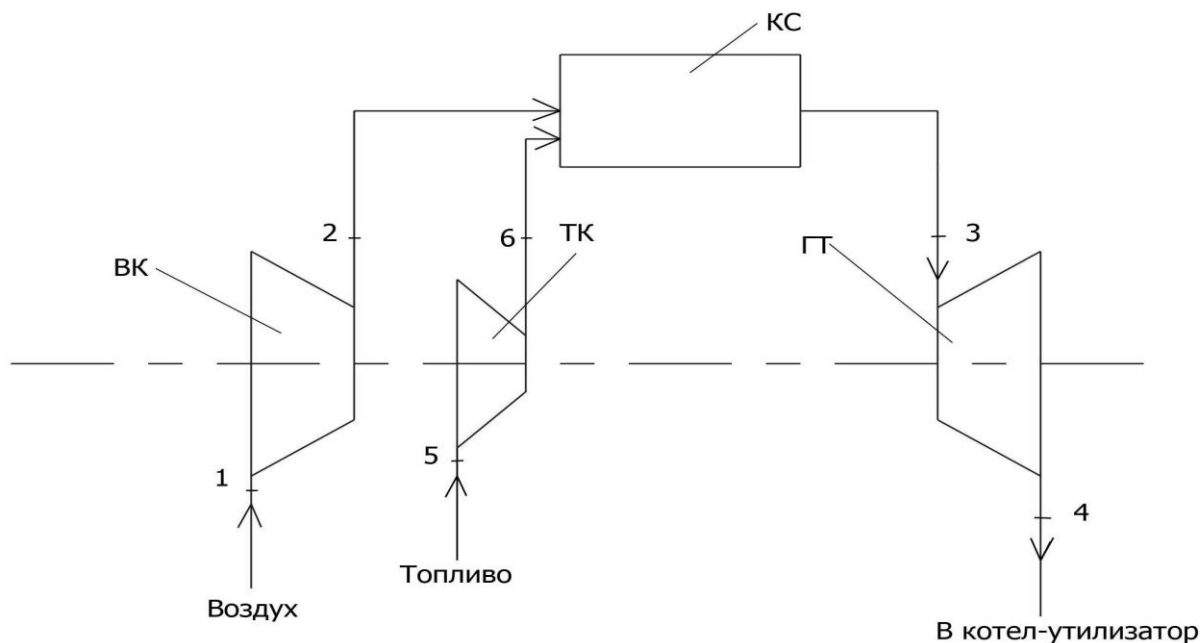 КС
2
6
ТК
ГТ
3
ВК
1
5
4
Воздух
Топливо
В котел-утилизатор